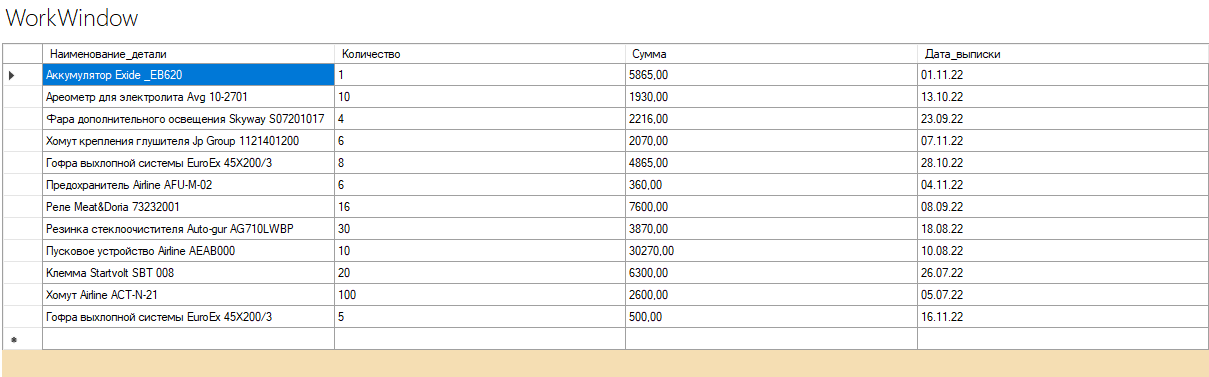 WorkWindow
Наименование_детали Количество Сумма Дата_выписки
Аккумулятор Exide _EB620 1 5865,00 01.11.22
Ареометр для электролита Avg 10-2701 10 1930,00 13.10.22
Фара дополнительного освещения Skyway S07201017 4 2216,00 23.09.22
Хомут крепления глушителя Jp Group 1121401200 6 2070,00 07.11.22
Гофра выхлопной системы EuroEx 45X200/3 8 4865,00 28.10.22
Предохранитель Airline AFU-M-02 6 360,00 04.11.22
Реле Meat&Doria 73232001 16 7600,00 08.09.22
Резинка стеклоочистителя Auto-gur AG710LWBP 30 3870,00 18.08.22
Пусковое устройство Airline AEAB000 10 30270,00 10.08.22
Клемма Startvolt SBT 008 20 6300,00 26.07.22
Хомут Airline ACT-N-21 100 2600,00 05.07.22
Гофра выхлопной системы EuroEx 45X200/3 5 500,00 16.11.22